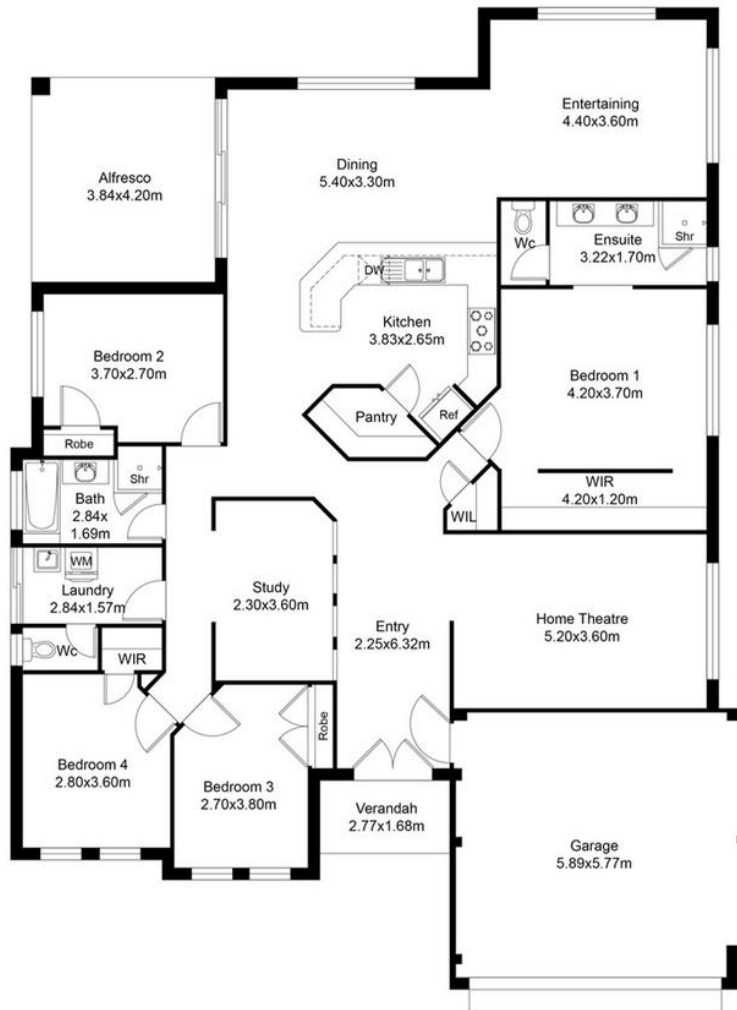 Entertaining
4.40x3.60m
Alfresco
3.84x4.20m
Dining
5.40x3.30m
Wc
Ensuite
3.22x1.70m
Shr
DW
Kitchen
3.83x2.65m
Bedroom 2
3.70x2.70m
Bedroom 1
4.20x3.70m
Pantry
Ref
Robe
Shr
Bath
2.84x
1.69m
WIR
4.20x1.20m
WIL
WM
Laundry
2.84x1.57m
Study
2.30x3.60m
Entry
2.25x6.32m
Home Theatre
5.20x3.60m
Wc
WIR
Robe
Bedroom 4
2.80x3.60m
Bedroom 3
2.70x3.80m
Verandah
2.77x1.68m
Garage
5.89x5.77m